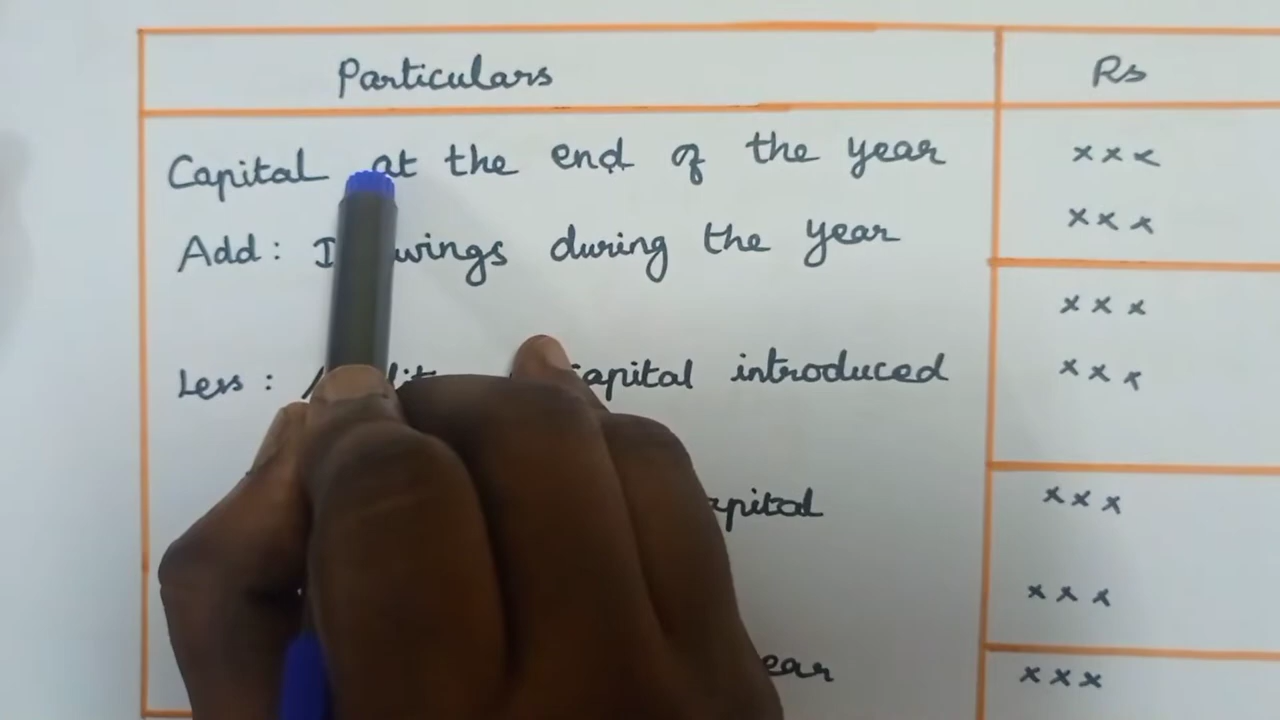 Particulars Rs
Capital at the end of the year xxx
Add: during the year xxx
xxx
Less: capital introduced xxx
xxx
xxx
xxx